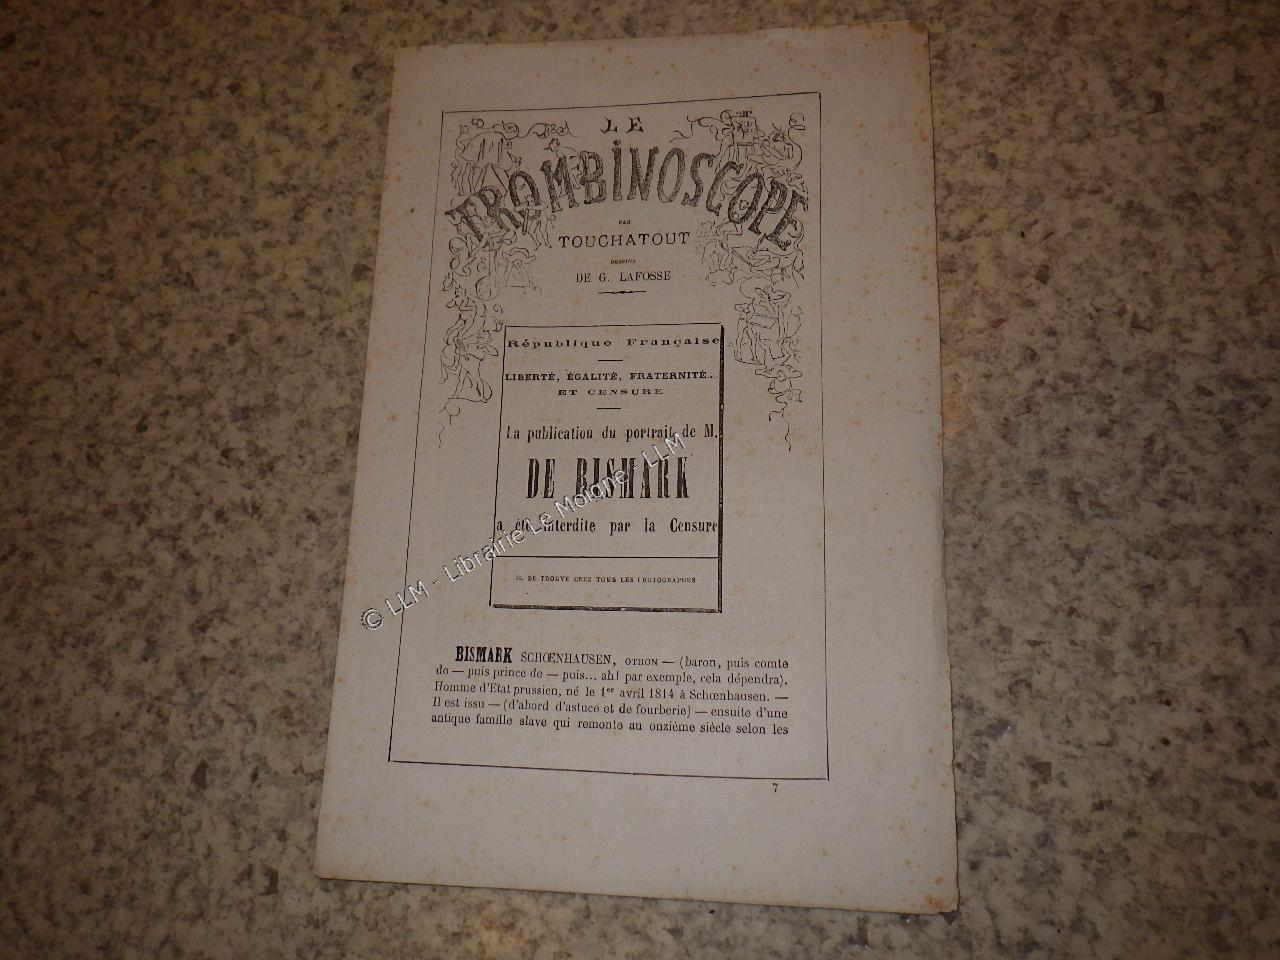 LE
TROMBINOSCOPE
PAR
TOUCHATOUT
DESSINS
DE G. LAFOSSE
République Française
LIBERTÉ, ÉGALITÉ, FRATERNITÉ...
ET CENSURE
La publication du portrait de M.
DE BISMARK
a été interdite par la Censure
IL SE TROUVE CHEZ TOUS LES PHOTOGRAPHES
© LLM - Librairie Le Moigne - LLM
BISMARK SCHŒNHAUSEN, OTHON — (baron, puis comte
de — puis prince de — puis... ah! par exemple, cela dépendra).
Homme d'Etat prussien, né le 1er avril 1814 à Schœnhausen. —
Il est issu — (d'abord d'astuce et de fourberie) — ensuite d'une
antique famille slave qui remonte au onzième siècle selon les
7